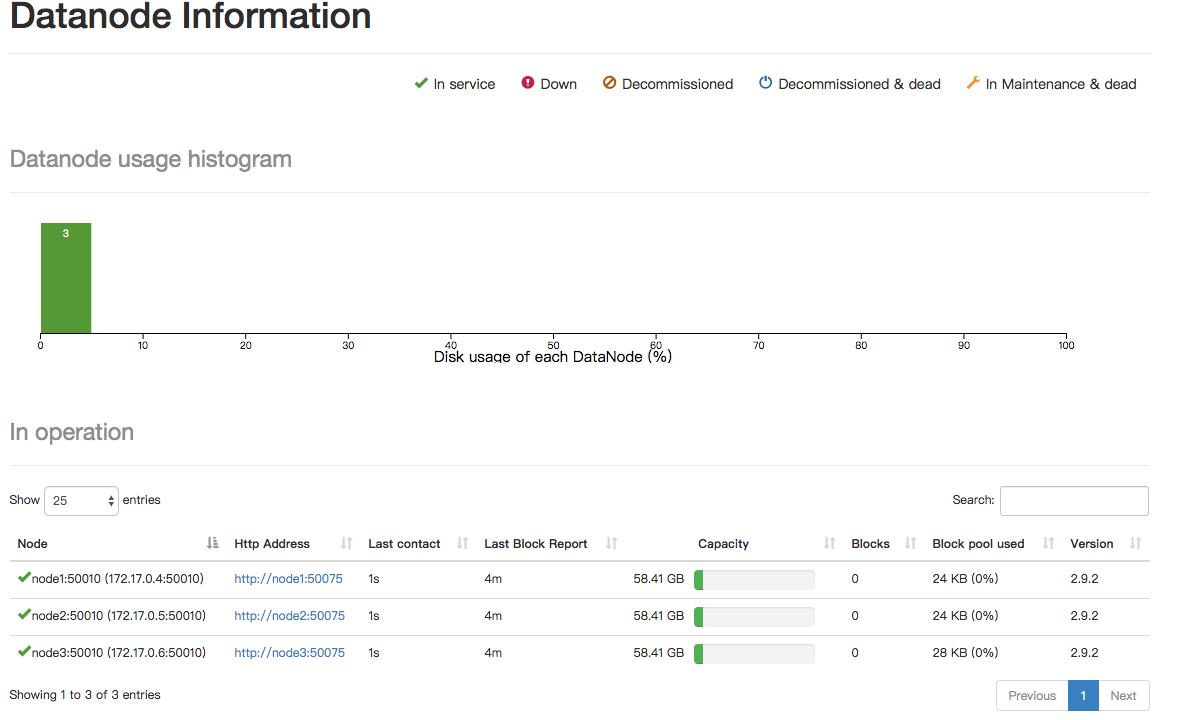 Datanode Information
In service Down Decommissioned Decommissioned & dead In Maintenance & dead
Datanode usage histogram
3
0 10 20 30 40 50 60 70 80 90 100
Disk usage of each DataNode (%)
In operation
Show 25 entries Search:
Node Http Address Last contact Last Block Report Capacity Blocks Block pool used Version
node1:50010 (172.17.0.4:50010) http://node1:50075 1s 4m 58.41 GB 0 24 KB (0%) 2.9.2
node2:50010 (172.17.0.5:50010) http://node2:50075 1s 4m 58.41 GB 0 24 KB (0%) 2.9.2
node3:50010 (172.17.0.6:50010) http://node3:50075 1s 4m 58.41 GB 0 28 KB (0%) 2.9.2
Showing 1 to 3 of 3 entries Previous 1 Next